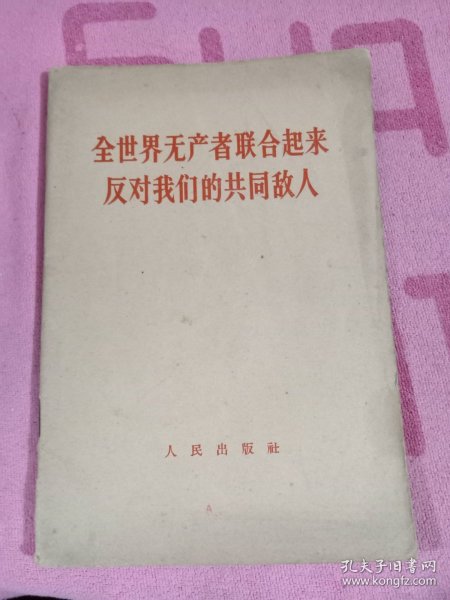 全世界无产者联合起来
反对我们的共同敌人
人民出版社
A
孔夫子旧书网
www.kongfz.com